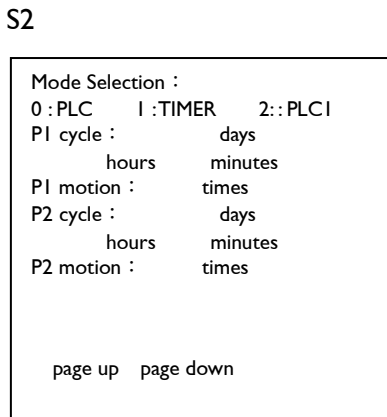 S2
Mode Selection：
0 : PLC 1 : TIMER 2: : PLC1
P1 cycle： days
hours minutes
P1 motion： times
P2 cycle： days
hours minutes
P2 motion： times
page up page down